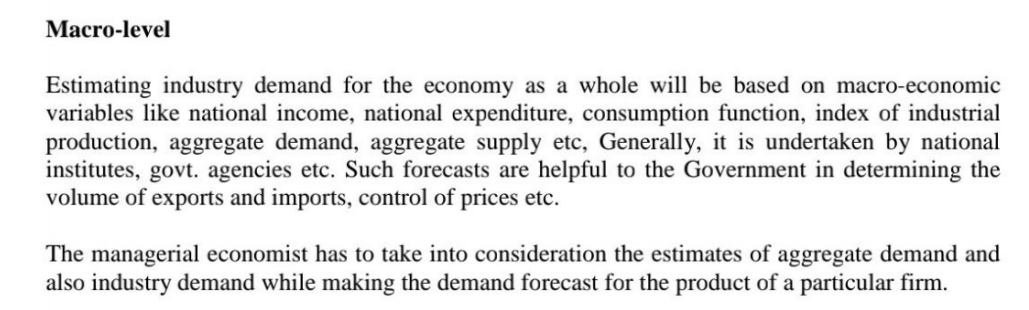 Macro-level
Estimating industry demand for the economy as a whole will be based on macro-economic
variables like national income, national expenditure, consumption function, index of industrial
production, aggregate demand, aggregate supply etc, Generally, it is undertaken by national
institutes, govt. agencies etc. Such forecasts are helpful to the Government in determining the
volume of exports and imports, control of prices etc.
The managerial economist has to take into consideration the estimates of aggregate demand and
also industry demand while making the demand forecast for the product of a particular firm.